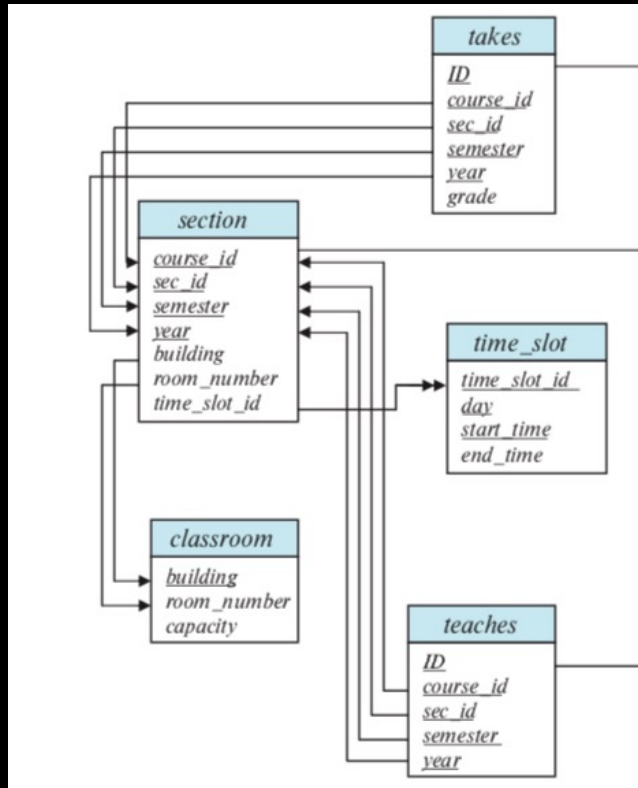 takes
ID
course_id
sec_id
semester
year
grade
section
course_id
sec_id
semester
year
building
room_number
time_slot_id
time_slot
time_slot_id
day
start_time
end_time
classroom
building
room_number
capacity
teaches
ID
course_id
sec_id
semester
year